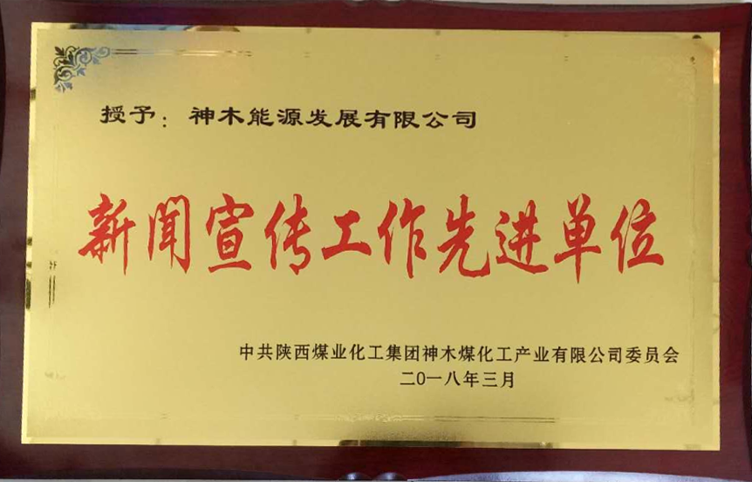 授予：神木能源发展有限公司
新闻宣传工作先进单位
中共陕西煤业化工集团神木煤化工产业有限公司委员会
二0一八年三月